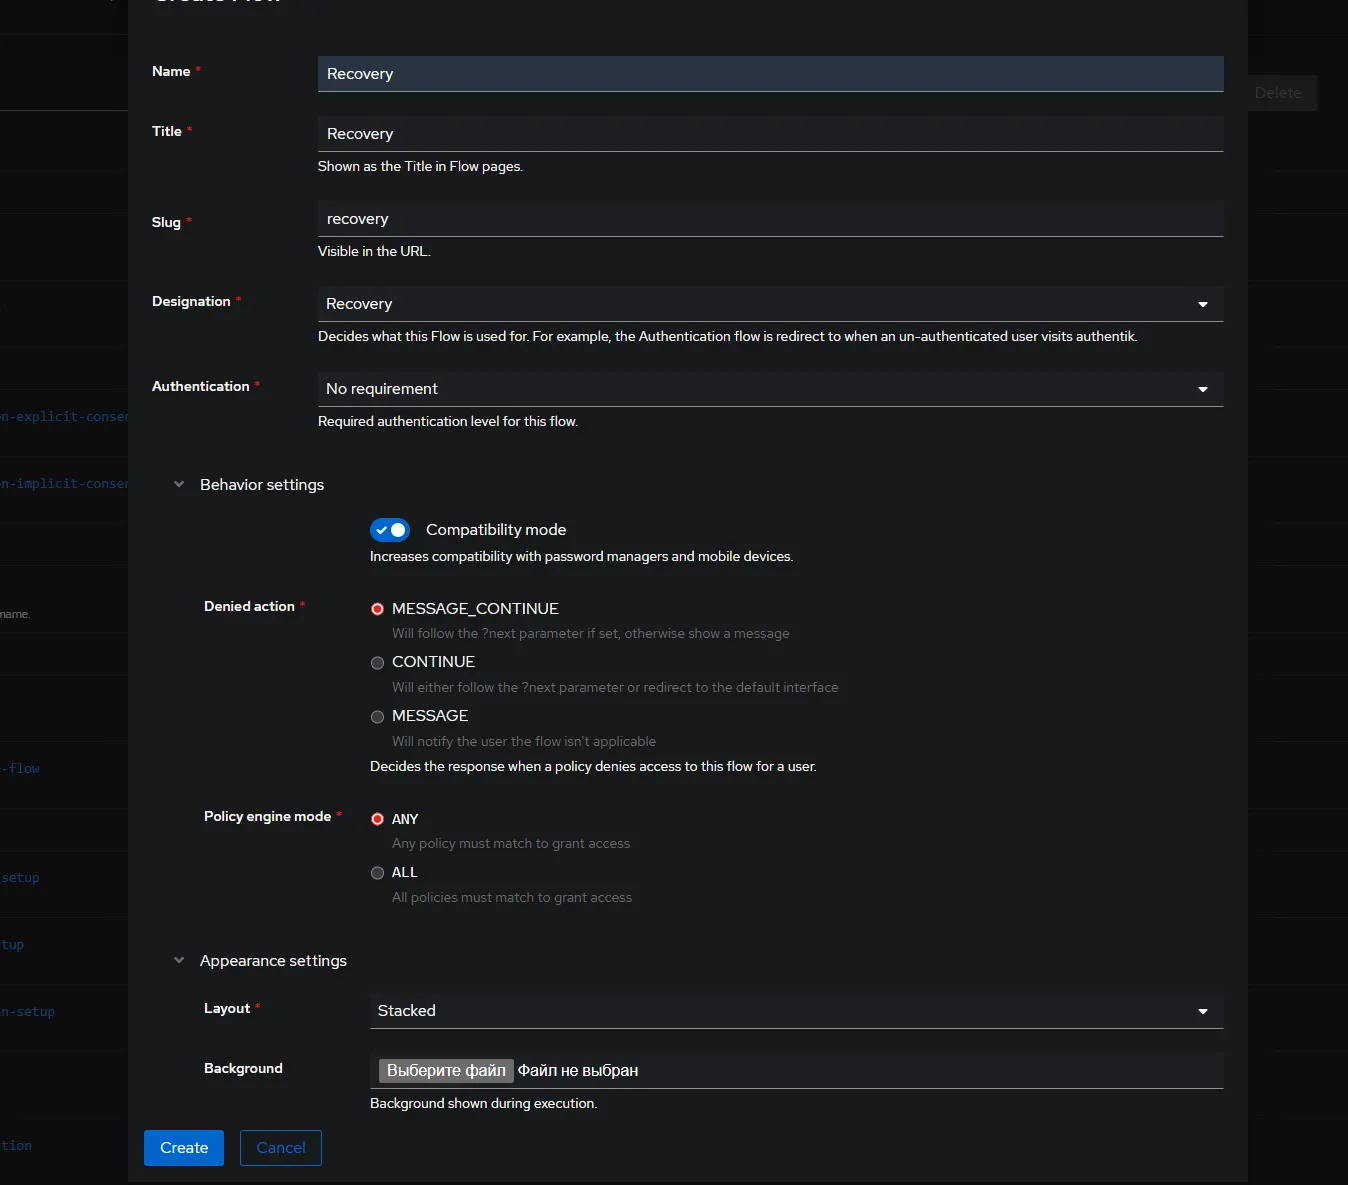 Create Flow
Delete
Name *
Recovery
Title *
Recovery
Shown as the Title in Flow pages.
Slug *
recovery
Visible in the URL.
Designation *
Recovery
Decides what this Flow is used for. For example, the Authentication flow is redirect to when an un-authenticated user visits authentik.
Authentication *
No requirement
Required authentication level for this flow.
n-explicit-conser
n-implicit-conser
Behavior settings
Compatibility mode
Increases compatibility with password managers and mobile devices.
Denied action *
MESSAGE_CONTINUE
name.
Will follow the ?next parameter if set, otherwise show a message
CONTINUE
Will either follow the ?next parameter or redirect to the default interface
MESSAGE
Will notify the user the flow isn't applicable
Decides the response when a policy denies access to this flow for a user.
-flow
Policy engine mode *
ANY
Any policy must match to grant access
ALL
All policies must match to grant access
setup
tup
Appearance settings
Layout *
Stacked
n-setup
Background
Выберите файл Файл не выбран
Background shown during execution.
tion
Create
Cancel